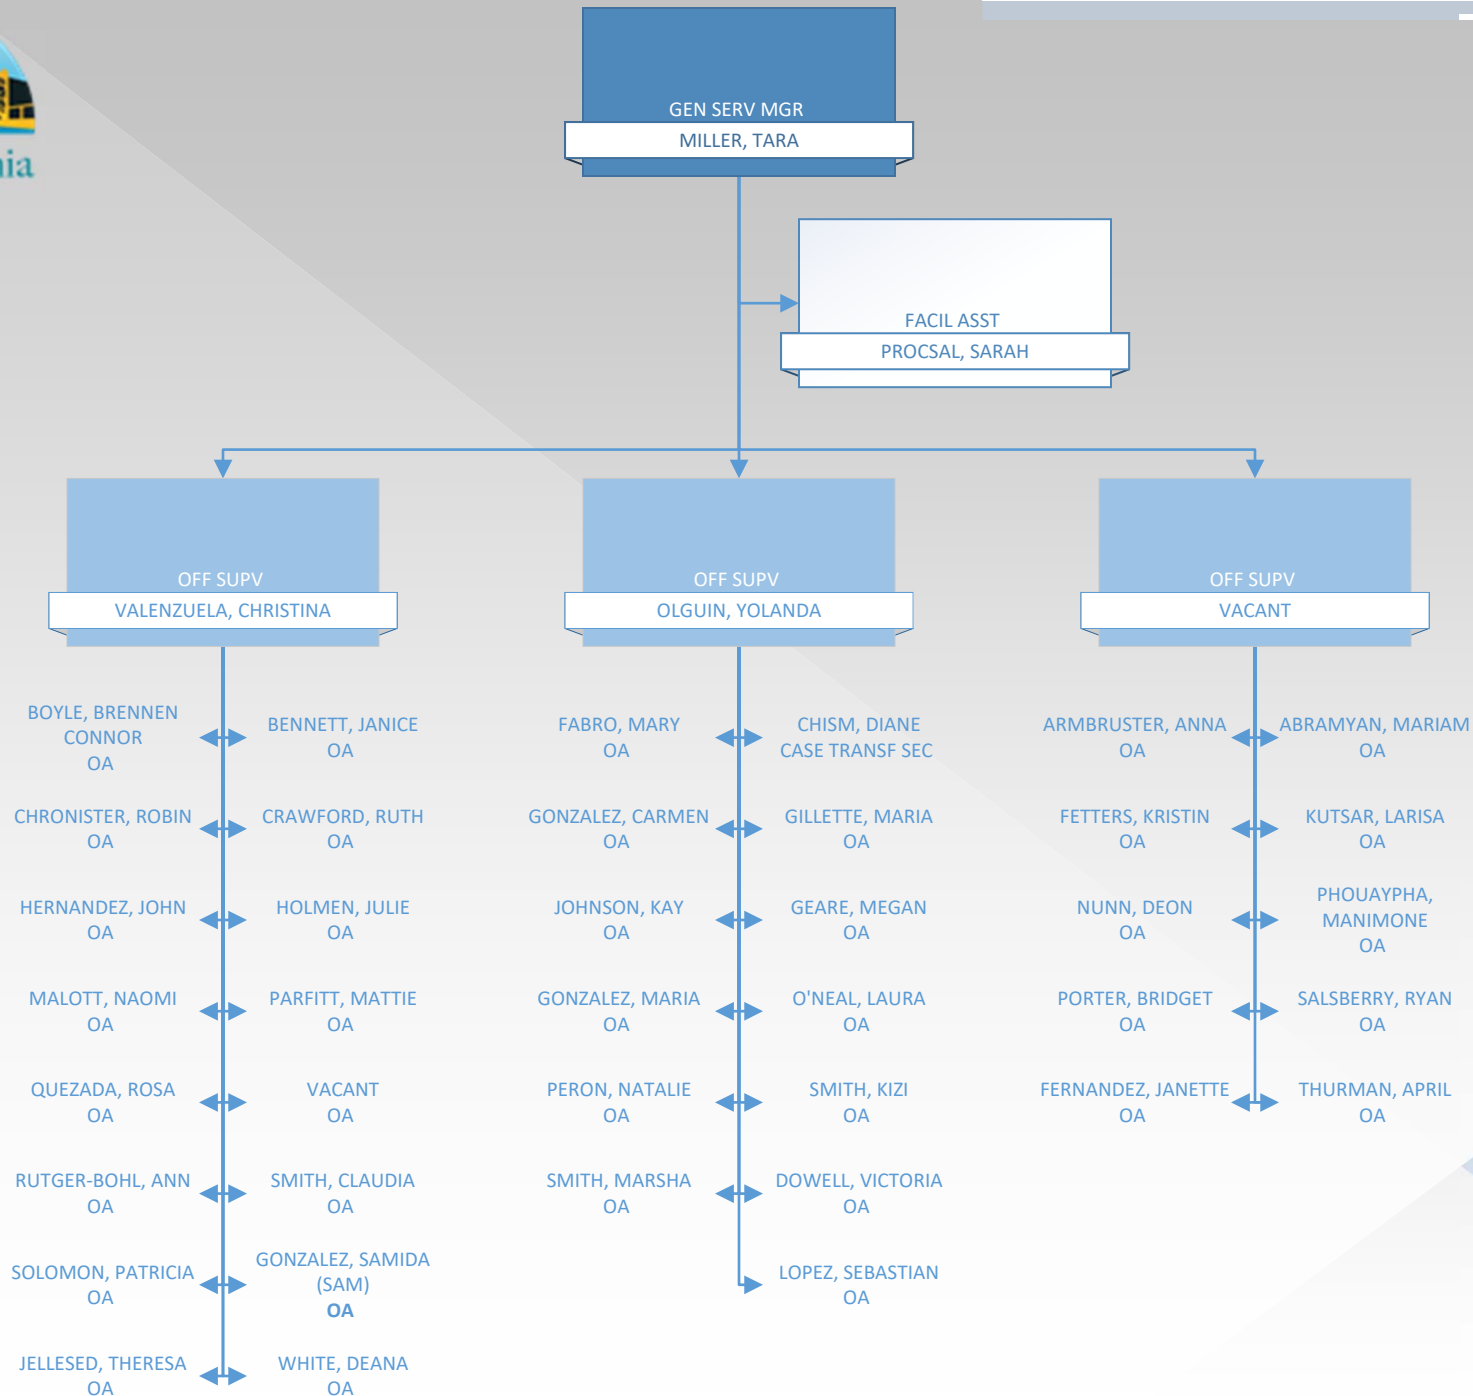 GEN SERV MGR
MILLER, TARA
FACIL ASST
PROCSAL, SARAH
OFF SUPV
VALENZUELA, CHRISTINA
BOYLE, BRENNEN
CONNOR
OA
BENNETT, JANICE
OA
CHRONISTER, ROBIN
OA
CRAWFORD, RUTH
OA
HERNANDEZ, JOHN
OA
HOLMEN, JULIE
OA
MALOTT, NAOMI
OA
PARFITT, MATTIE
OA
QUEZADA, ROSA
OA
VACANT
OA
RUTGER-BOHL, ANN
OA
SMITH, CLAUDIA
OA
SOLOMON, PATRICIA
OA
GONZALEZ, SAMIDA
(SAM)
OA
JELLESED, THERESA
OA
WHITE, DEANA
OA
OFF SUPV
OLGUIN, YOLANDA
FABRO, MARY
OA
CHISM, DIANE
CASE TRANSF SEC
GONZALEZ, CARMEN
OA
GILLETTE, MARIA
OA
JOHNSON, KAY
OA
GEARE, MEGAN
OA
GONZALEZ, MARIA
OA
O'NEAL, LAURA
OA
PERON, NATALIE
OA
SMITH, KIZI
OA
SMITH, MARSHA
OA
DOWELL, VICTORIA
OA
LOPEZ, SEBASTIAN
OA
OFF SUPV
VACANT
ARMBRUSTER, ANNA
OA
ABRAMYAN, MARIAM
OA
FETTERS, KRISTIN
OA
KUTSAR, LARISA
OA
NUNN, DEON
OA
PHOUAYPHA,
MANIMONE
OA
PORTER, BRIDGET
OA
SALSBERRY, RYAN
OA
FERNANDEZ, JANETTE
OA
THURMAN, APRIL
OA